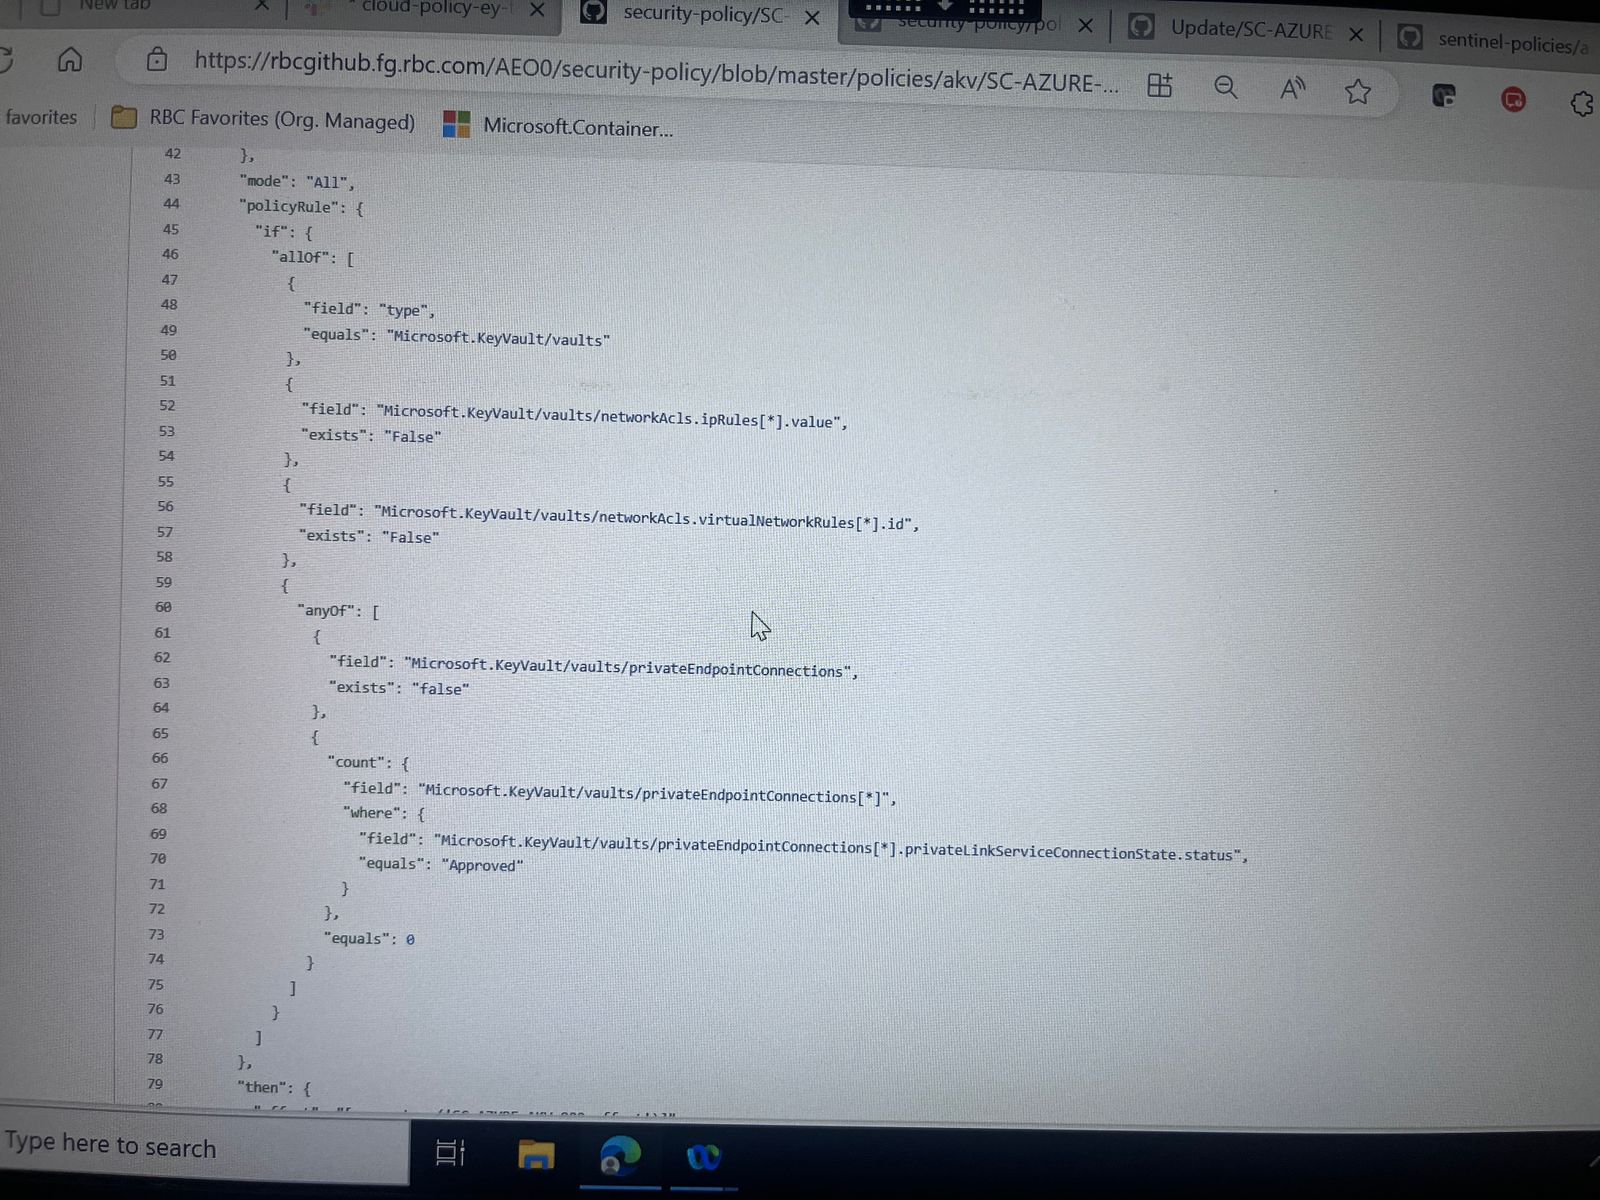 New tab
cloud-policy-ey-
security-policy/SC-
security-policy/pol
Update/SC-AZURE
sentinel-policies/a
https://rbcgithub.fg.rbc.com/AEO0/security-policy/blob/master/policies/akv/SC-AZURE-...
favorites
RBC Favorites (Org. Managed)
Microsoft.Container...
42 },
43 "mode": "All",
44 "policyRule": {
45 "if": {
46 "allOf": [
47 {
48 "field": "type",
49 "equals": "Microsoft.KeyVault/vaults"
50 },
51 {
52 "field": "Microsoft.KeyVault/vaults/networkAcls.ipRules[*].value",
53 "exists": "False"
54 },
55 {
56 "field": "Microsoft.KeyVault/vaults/networkAcls.virtualNetworkRules[*].id",
57 "exists": "False"
58 },
59 {
60 "anyOf": [
61 {
62 "field": "Microsoft.KeyVault/vaults/privateEndpointConnections",
63 "exists": "false"
64 },
65 {
66 "count": {
67 "field": "Microsoft.KeyVault/vaults/privateEndpointConnections[*]",
68 "where": {
69 "field": "Microsoft.KeyVault/vaults/privateEndpointConnections[*].privateLinkServiceConnectionState.status",
70 "equals": "Approved"
71 }
72 },
73 "equals": 0
74 }
75 ]
76 }
77 ]
78 },
79 "then": {
Type here to search